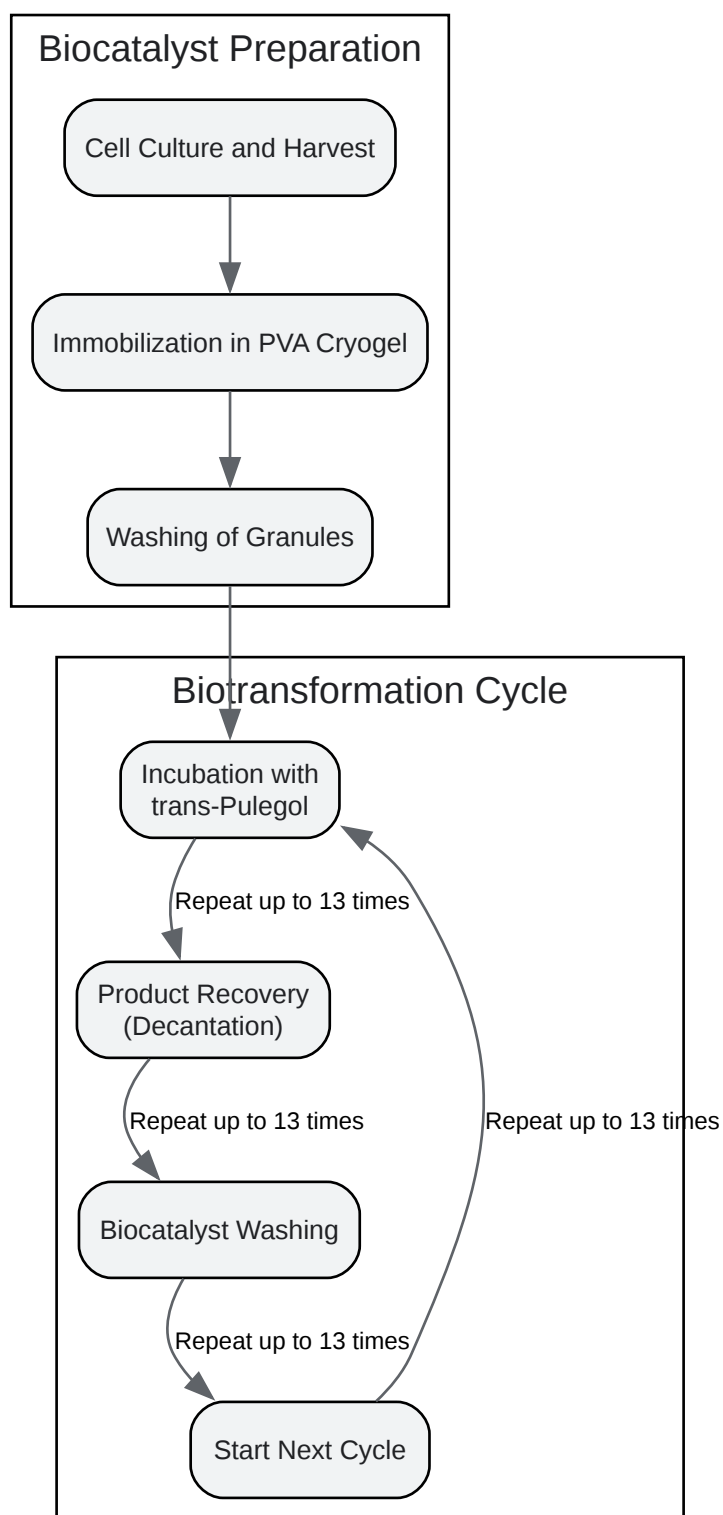 Biocatalyst Preparation
Cell Culture and Harvest
Immobilization in PVA Cryogel
Washing of Granules
Biotransformation Cycle
Incubation with
trans-Pulegol
Repeat up to 13 times
Product Recovery
(Decantation)
Repeat up to 13 times
Repeat up to 13 times
Biocatalyst Washing
Repeat up to 13 times
Start Next Cycle